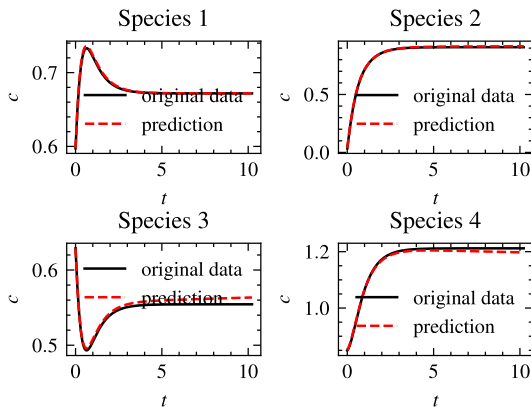 Species 1
c
0.7
0.6
original data
prediction
0
5
10
t
Species 2
c
0.5
0.0
original data
prediction
0
5
10
t
Species 3
c
0.6
0.5
original data
prediction
0
5
10
t
Species 4
c
1.2
1.0
original data
prediction
0
5
10
t